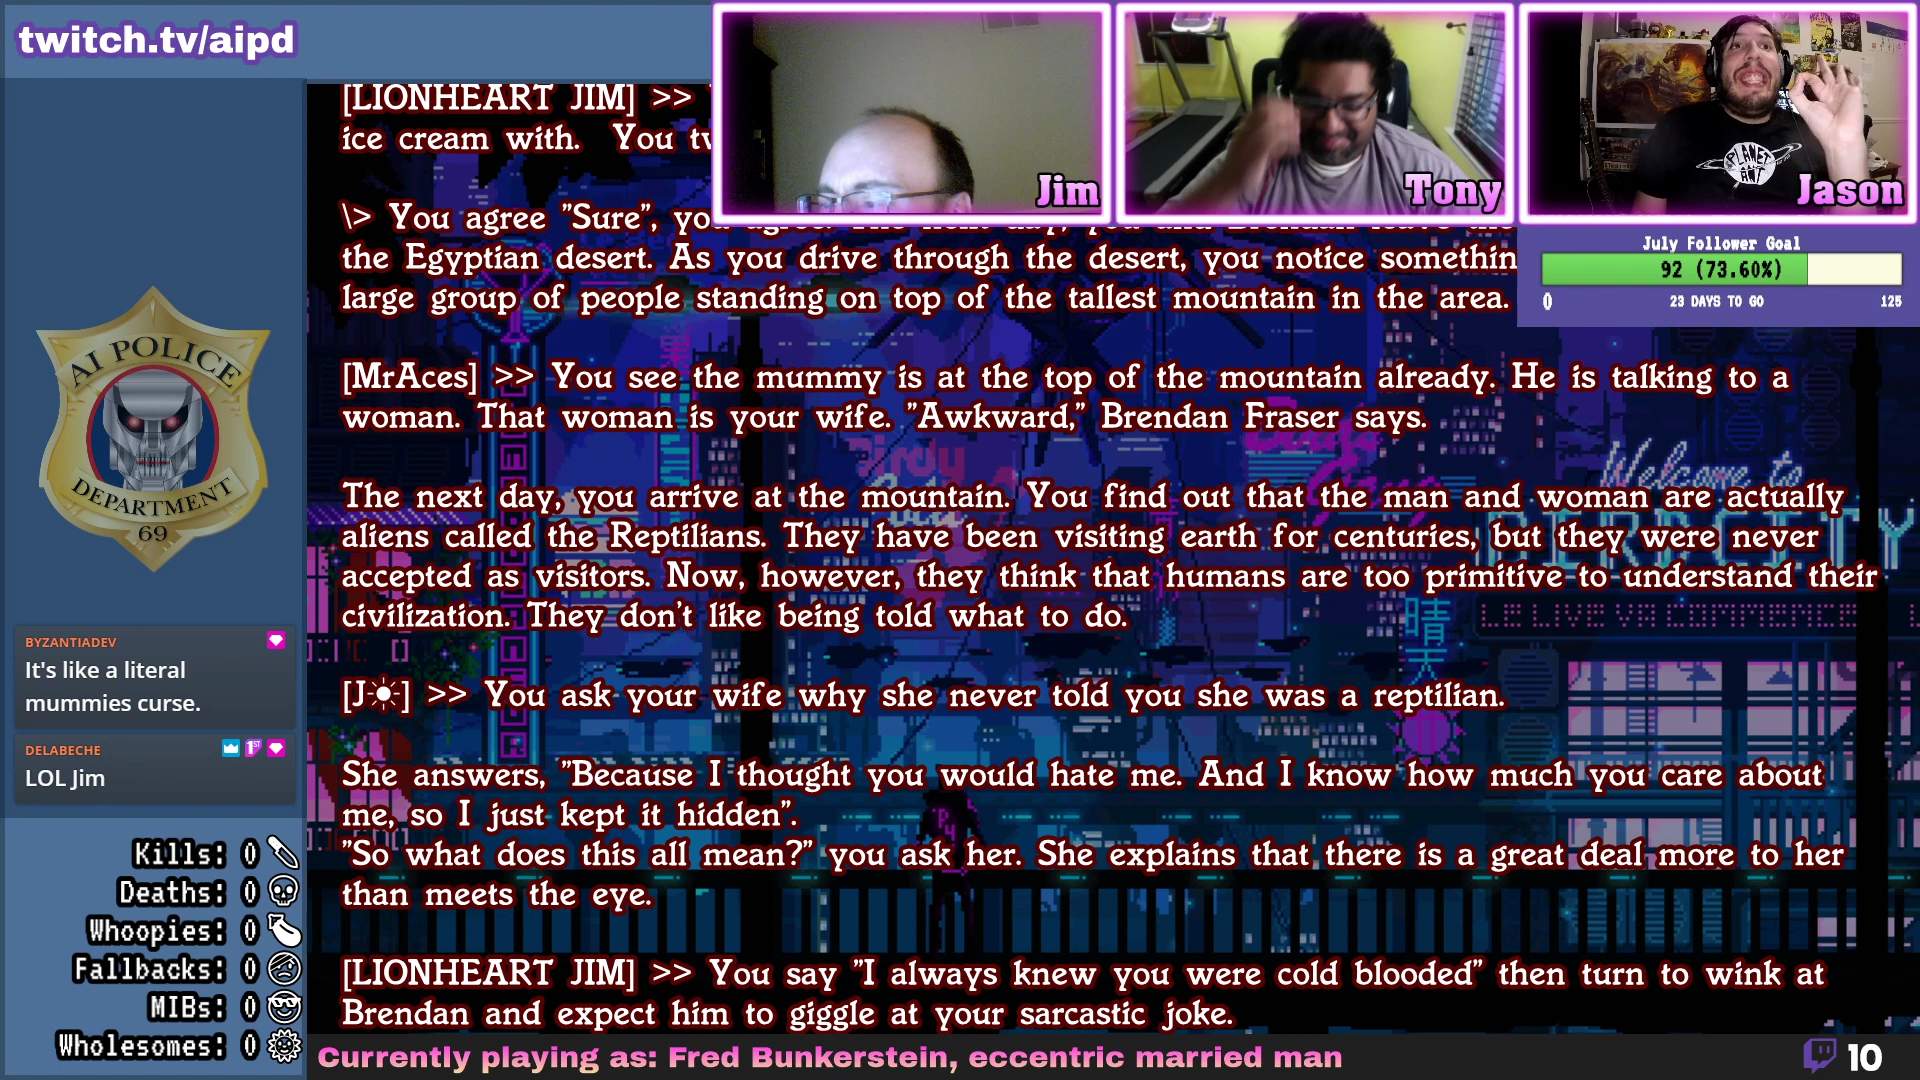 twitch.tv/aipd
[LIONHEART JIM] >>
ice cream with. You
\> You agree "Sure",
the Egyptian desert. As you drive through the desert, you notice
large group of people standing on top of the tallest mountain in the area.
[MrAces] >> You see the mummy is at the top of the mountain already. He is talking to a
woman. That woman is your wife. "Awkward," Brendan Fraser says.
The next day, you arrive at the mountain. You find out that the man and woman are actually
aliens called the Reptilians. They have been visiting earth for centuries, but they were never
accepted as visitors. Now, however, they think that humans are too primitive to understand their
civilization. They don't like being told what to do.
[J☀] >> You ask your wife why she never told you she was a reptilian.
She answers, "Because I thought you would hate me. And I know how much you care about
me, so I just kept it hidden".
"So what does this all mean?" you ask her. She explains that there is a great deal more to her
than meets the eye.
[LIONHEART JIM] >> You say "I always knew you were cold blooded" then turn to wink at
Brendan and expect him to giggle at your sarcastic joke.
Jim
Tony
PLANET
ANT
Jason
July Follower Goal
92 (73.60%)
0
23 DAYS TO GO
125
Welcome to
晴
AI POLICE
DEPARTMENT
69
BYZANTIADEV
It's like a literal
mummies curse.
DELABECHE
1ST
LOL Jim
Kills: 0
Deaths: 0
Whoopies: 0
Fallbacks: 0
MIBs: 0
Wholesomes: 0
Currently playing as: Fred Bunkerstein, eccentric married man
10